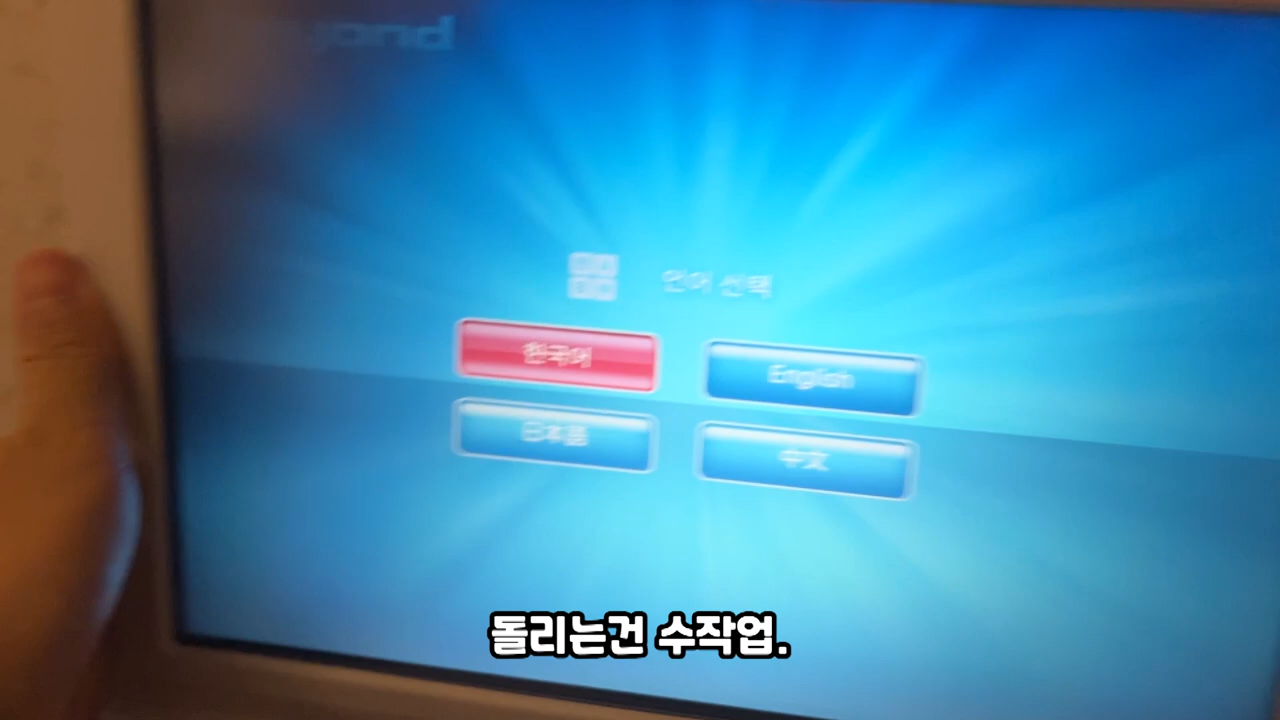 언어 선택
한국어
English
日本語
中文
돌리는건 수작업.